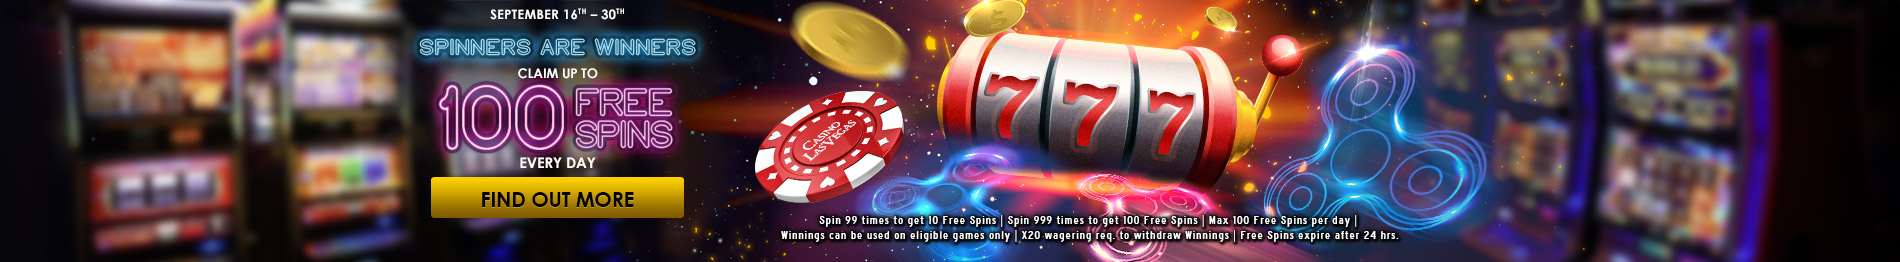 SEPTEMBER 16TH – 30TH
SPINNERS ARE WINNERS
CLAIM UP TO
100 FREE SPINS
EVERY DAY
FIND OUT MORE
CASINO
LASVEGAS
777
Spin 99 times to get 10 Free Spins | Spin 999 times to get 100 Free Spins | Max 100 Free Spins per day |
Winnings can be used on eligible games only | X20 wagering req. to withdraw Winnings | Free Spins expire after 24 hrs.